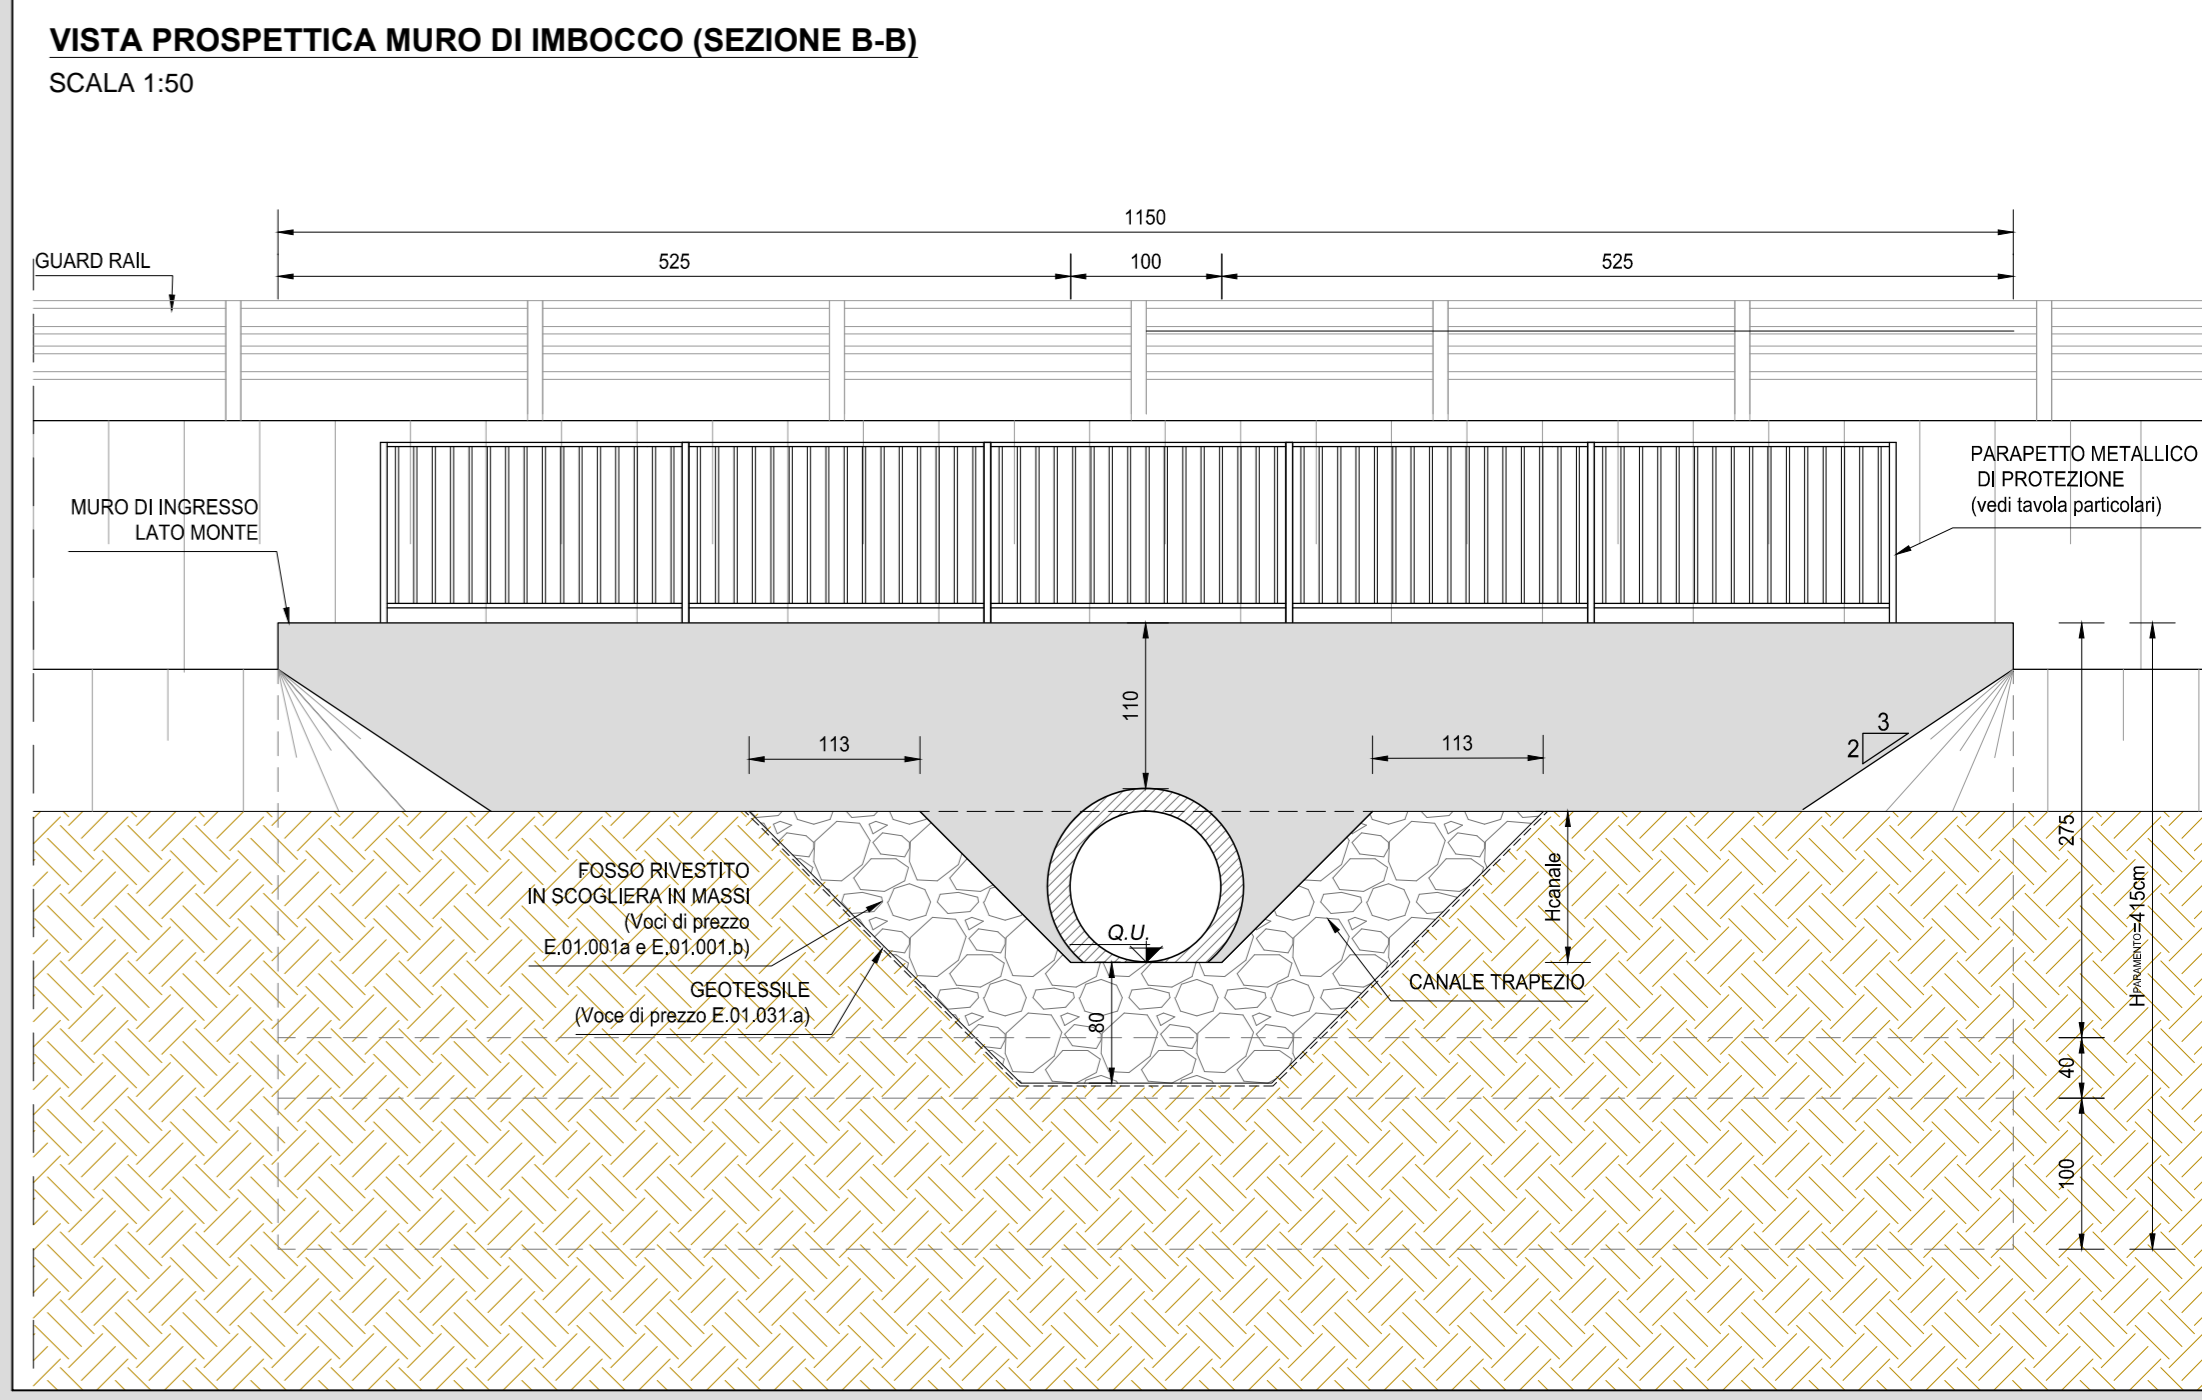 VISTA PROSPETTICA MURO DI IMBOCCO (SEZIONE B-B)
SCALA 1:50
1150
GUARD RAIL
525
100
525
PARAPETTO METALLICO
DI PROTEZIONE
(vedi tavola particolari)
MURO DI INGRESSO
LATO MONTE
110
113
113
3
2
275
Hcanale
HPARAMENTO=415cm
FOSSO RIVESTITO
IN SCOGLIERA IN MASSI
(Voci di prezzo
E.01.001a e E.01.001.b)
Q.U.
CANALE TRAPEZIO
GEOTESSILE
(Voce di prezzo E.01.031.a)
80
40
100